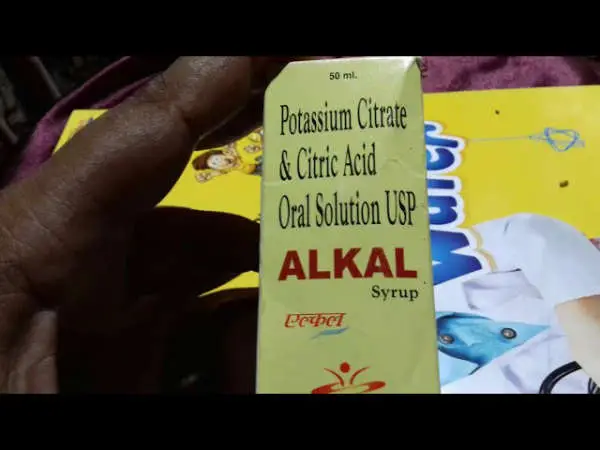 50 ml.
Potassium Citrate
& Citric Acid
Oral Solution USP
ALKAL
Syrup
एल्कल